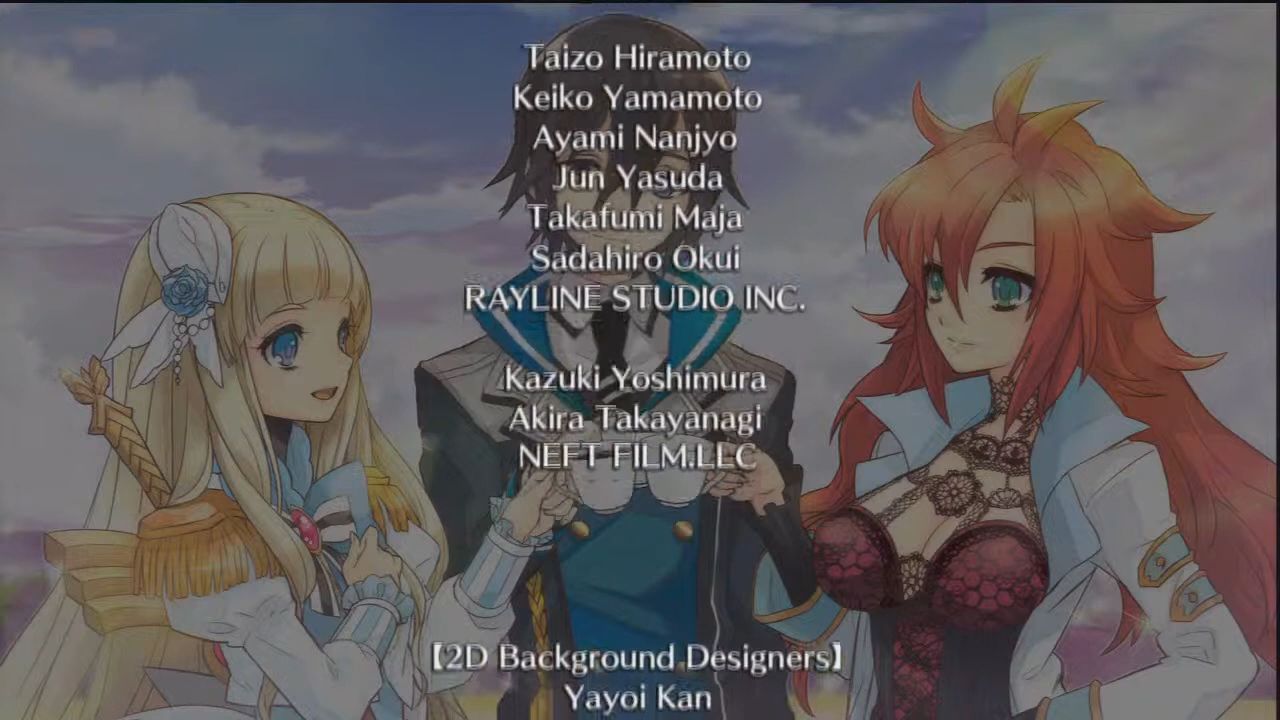 Taizo Hiramoto
Keiko Yamamoto
Ayami Nanjyo
Jun Yasuda
Takafumi Maja
Sadahiro Okui
RAYLINE STUDIO INC.
Kazuki Yoshimura
Akira Takayanagi
NEFT FILM.LLC
【2D Background Designers】
Yayoi Kan